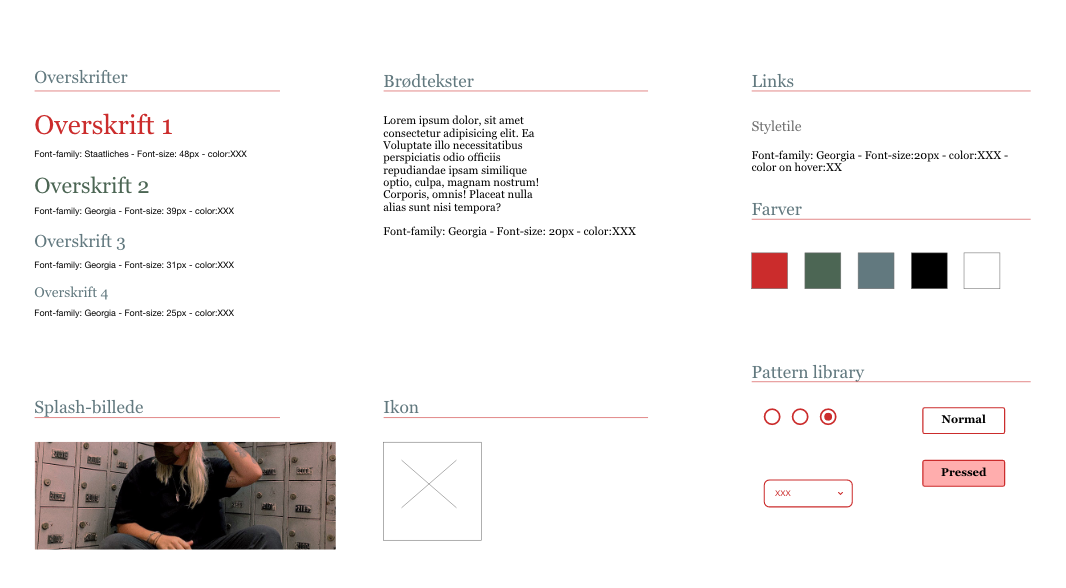 Overskrifter
Overskrift 1
Font-family: Staatliches - Font-size: 48px - color:XXX
Overskrift 2
Font-family: Georgia - Font-size: 39px - color:XXX
Overskrift 3
Font-family: Georgia - Font-size: 31px - color:XXX
Overskrift 4
Font-family: Georgia - Font-size: 25px - color:XXX
Brødtekster
Lorem ipsum dolor, sit amet
consectetur adipisicing elit. Ea
Voluptate illo necessitatibus
perspiciatis odio officiis
repudiandae ipsam similique
optio, culpa, magnam nostrum!
Corporis, omnis! Placeat nulla
alias sunt nisi tempora?
Font-family: Georgia - Font-size: 20px - color:XXX
Links
Styletile
Font-family: Georgia - Font-size:20px - color:XXX -
color on hover:XX
Farver
Splash-billede
Ikon
Pattern library
Normal
Pressed
XXX